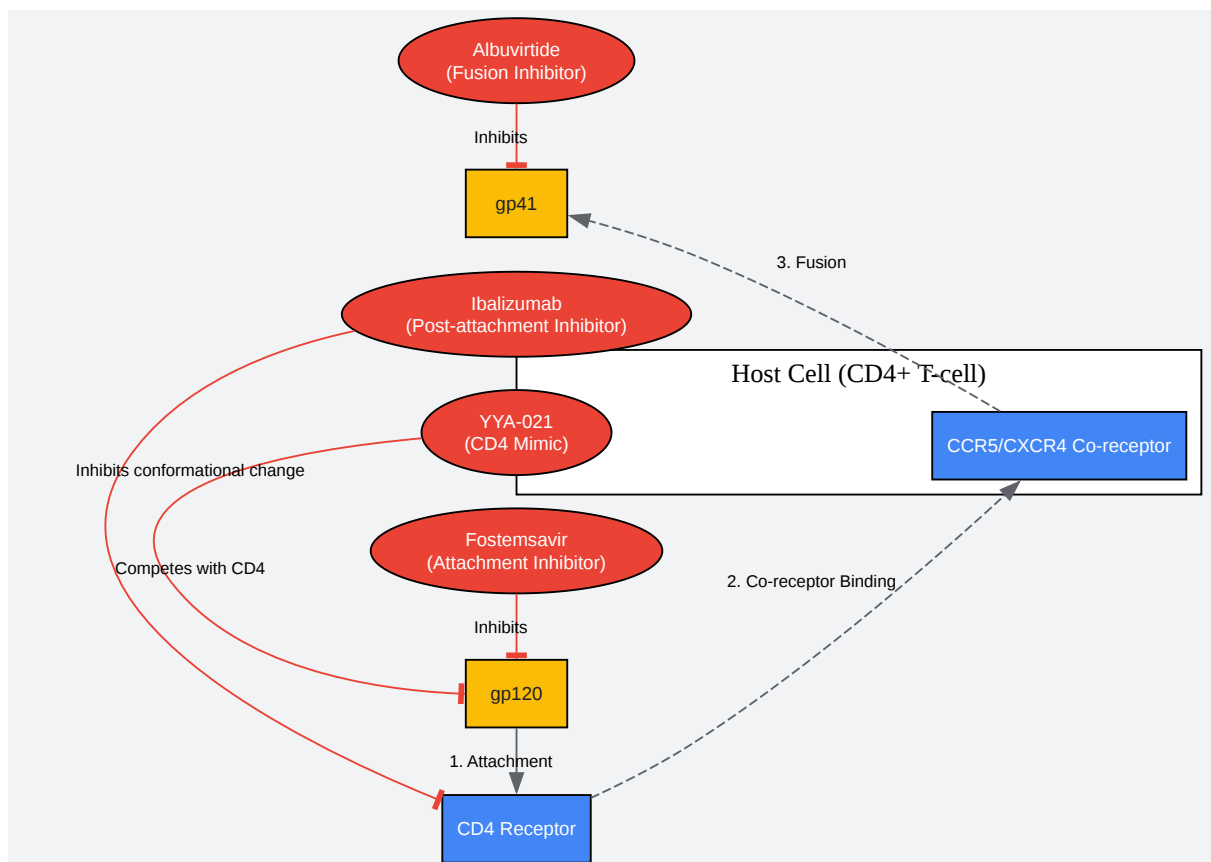 Albuvirtide
(Fusion Inhibitor)
Inhibits
gp41
3. Fusion
Ibalizumab
(Post-attachment Inhibitor)
Host Cell (CD4+ T-cell)
YYA-021
(CD4 Mimic)
CCR5/CXCR4 Co-receptor
Inhibits conformational change
Fostemsavir
(Attachment Inhibitor)
Competes with CD4
2. Co-receptor Binding
Inhibits
gp120
1. Attachment
CD4 Receptor